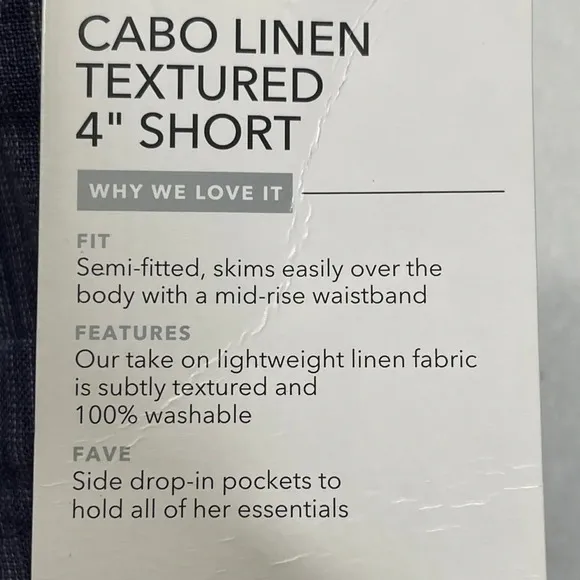 CABO LINEN
TEXTURED
4" SHORT
WHY WE LOVE IT
FIT
Semi-fitted, skims easily over the
body with a mid-rise waistband
FEATURES
Our take on lightweight linen fabric
is subtly textured and
100% washable
FAVE
Side drop-in pockets to
hold all of her essentials